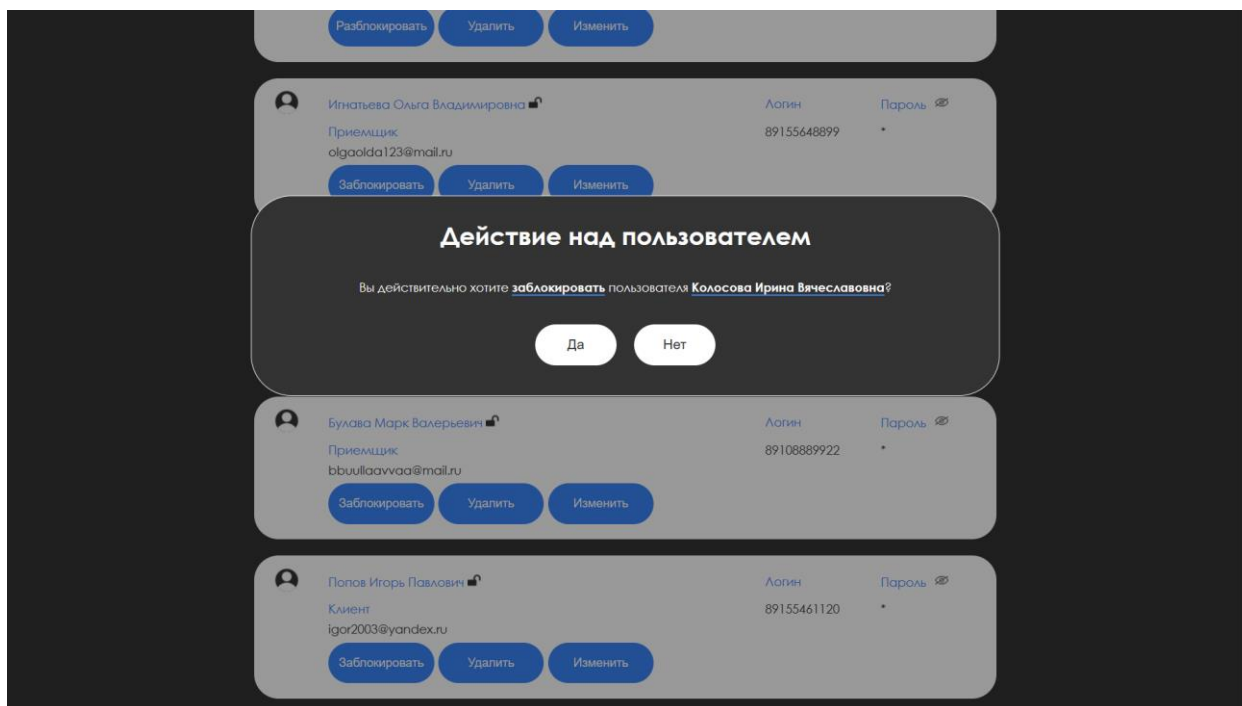 Разблокировать Удалить Изменить
Игнатьева Ольга Владимировна Логин Пароль
Приемщик 89155648899 *
olgaolda123@mail.ru
Заблокировать Удалить Изменить
Действие над пользователем
Вы действительно хотите заблокировать пользователя Колосова Ирина Вячеславовна?
Да Нет
Булава Марк Валерьевич Логин Пароль
Приемщик 89108889922 *
bbuullaavvaa@mail.ru
Заблокировать Удалить Изменить
Попов Игорь Павлович Логин Пароль
Клиент 89155461120 *
igor2003@yandex.ru
Заблокировать Удалить Изменить